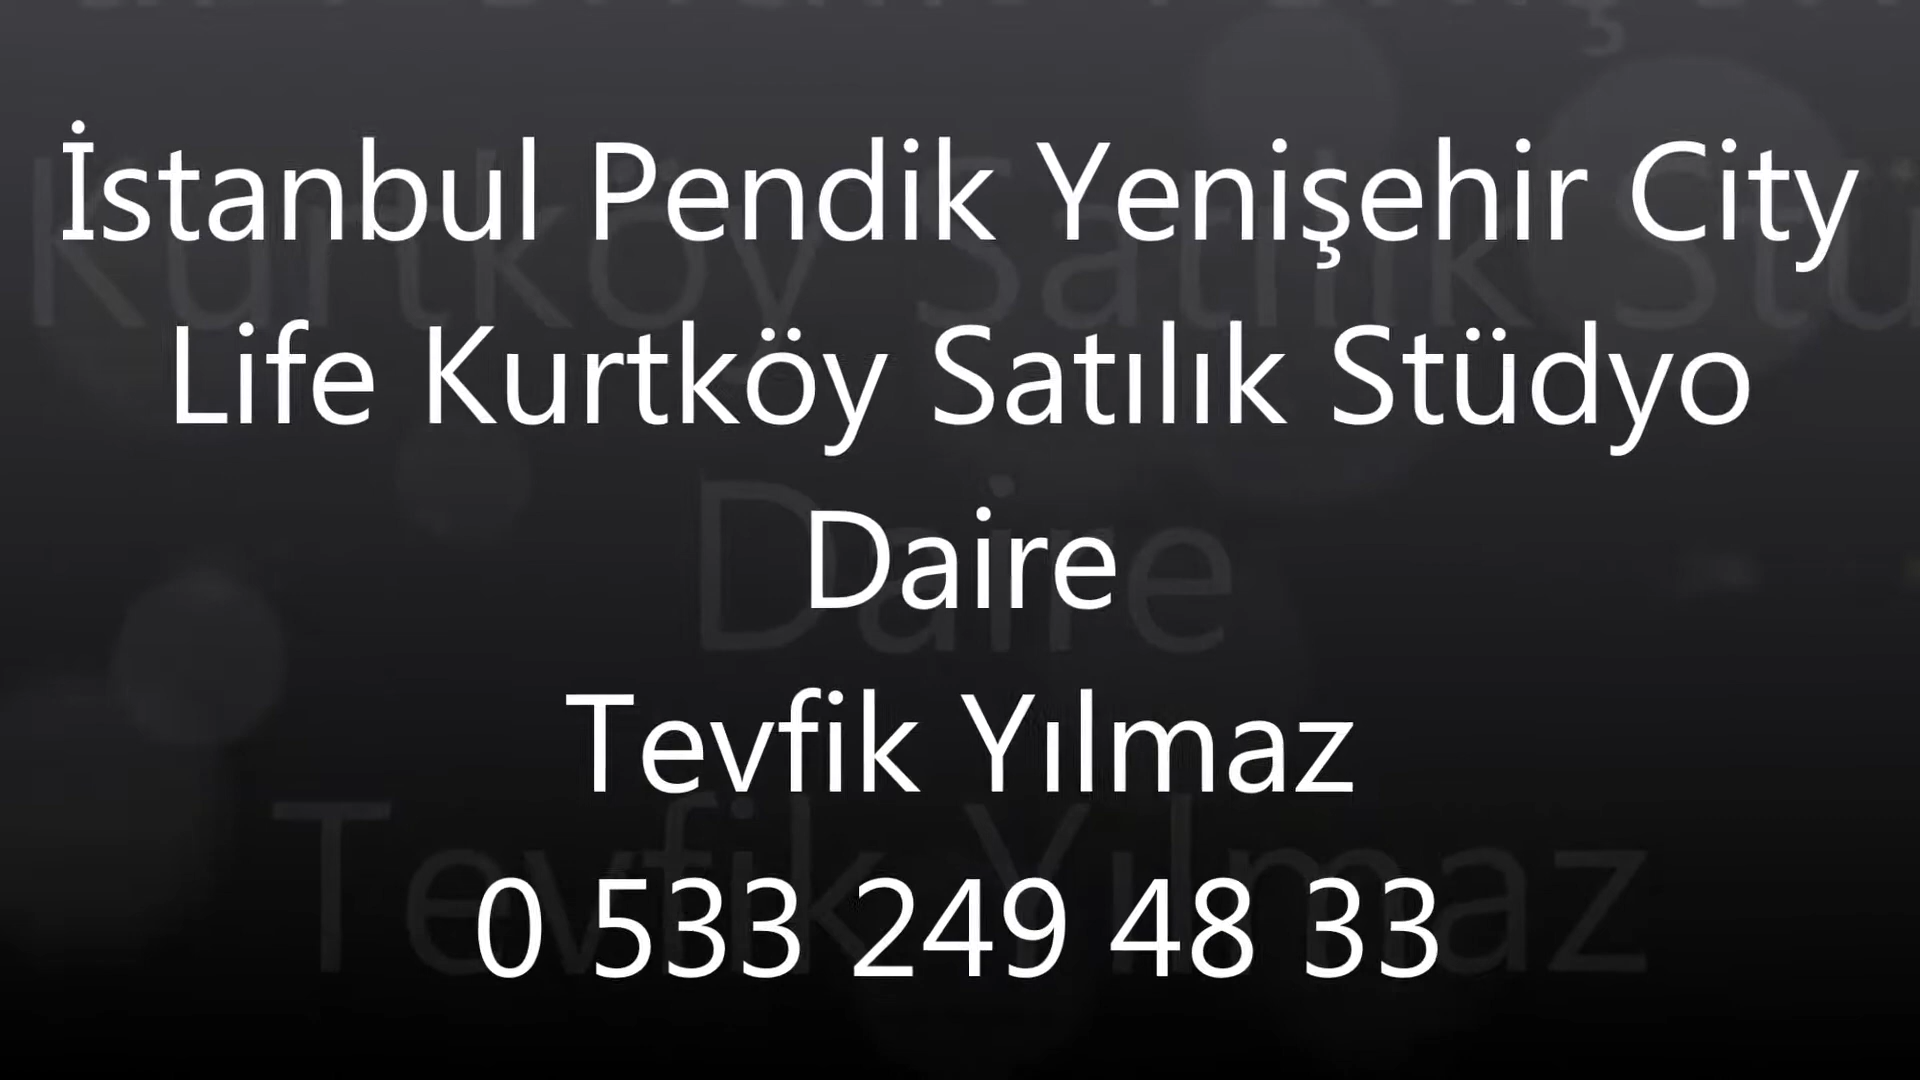 İstanbul Pendik Yenişehir City
Life Kurtköy Satılık Stüdyo
Daire
Tevfik Yılmaz
0 533 249 48 33